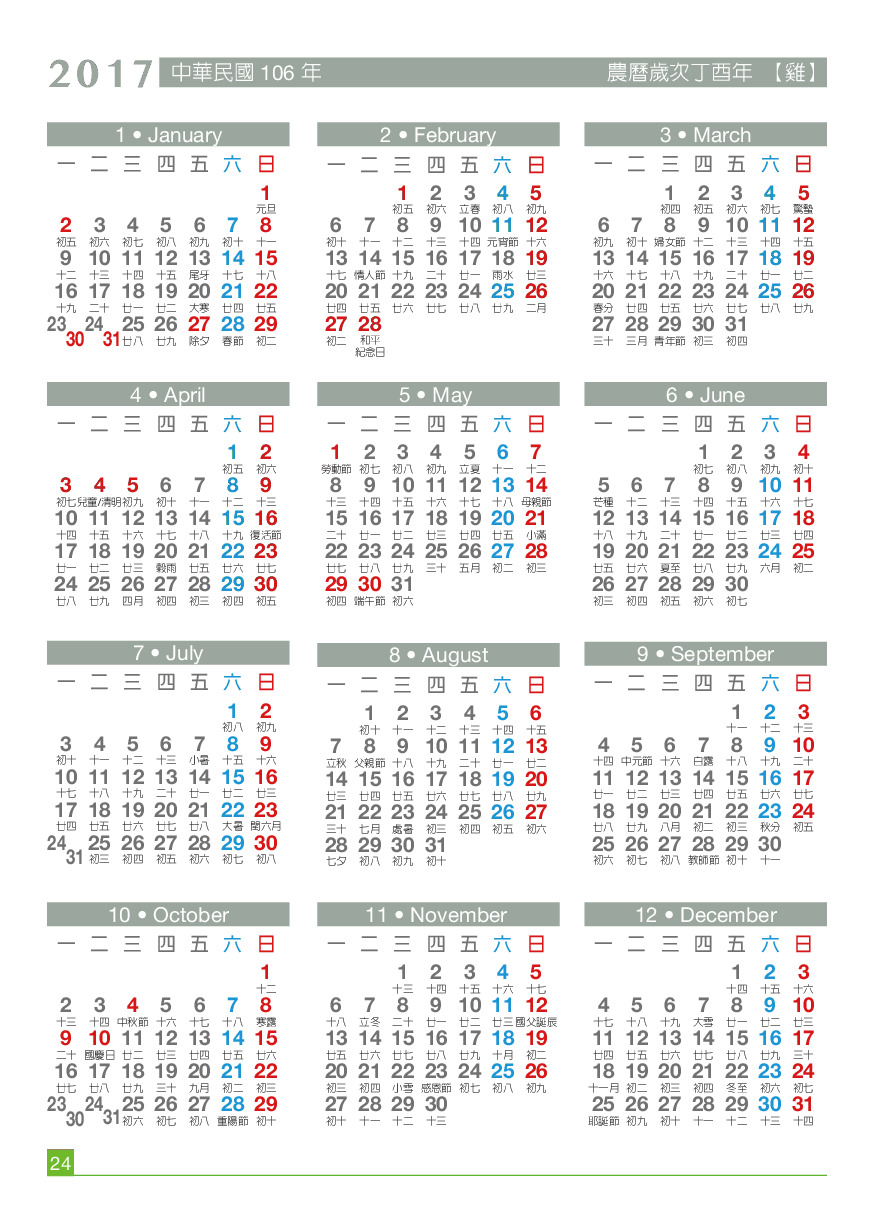 2017 中華民國 106 年 農曆歲次丁酉年 【雞】
1 • January
一 二 三 四 五 六 日
1
元旦
2 3 4 5 6 7 8
初五 初六 初七 初八 初九 初十 十一
9 10 11 12 13 14 15
十二 十三 十四 十五 尾牙 十七 十八
16 17 18 19 20 21 22
十九 二十 廿一 廿二 大寒 廿四 廿五
23 24 25 26 27 28 29
30 31 廿八 廿九 除夕 春節 初二
2 • February
一 二 三 四 五 六 日
1 2 3 4 5
初五 初六 立春 初八 初九
6 7 8 9 10 11 12
初十 十一 十二 十三 十四 元宵節 十六
13 14 15 16 17 18 19
十七 情人節 十九 二十 廿一 雨水 廿三
20 21 22 23 24 25 26
廿四 廿五 廿六 廿七 廿八 廿九 二月
27 28
初二 和平
紀念日
3 • March
一 二 三 四 五 六 日
1 2 3 4 5
初四 初五 初六 初七 驚蟄
6 7 8 9 10 11 12
初九 初十 婦女節 十二 十三 十四 十五
13 14 15 16 17 18 19
十六 十七 十八 十九 二十 廿一 廿二
20 21 22 23 24 25 26
春分 廿四 廿五 廿六 廿七 廿八 廿九
27 28 29 30 31
三十 三月 青年節 初三 初四
4 • April
一 二 三 四 五 六 日
1 2
初五 初六
3 4 5 6 7 8 9
初七 兒童/清明 初九 初十 十一 十二 十三
10 11 12 13 14 15 16
十四 十五 十六 十七 十八 十九 復活節
17 18 19 20 21 22 23
廿一 廿二 廿三 穀雨 廿五 廿六 廿七
24 25 26 27 28 29 30
廿八 廿九 四月 初四 初三 初四 初五
5 • May
一 二 三 四 五 六 日
1 2 3 4 5 6 7
勞動節 初七 初八 初九 立夏 十一 十二
8 9 10 11 12 13 14
十三 十四 十五 十六 十七 十八 母親節
15 16 17 18 19 20 21
二十 廿一 廿二 廿三 廿四 廿五 小滿
22 23 24 25 26 27 28
廿七 廿八 廿九 三十 五月 初二 初三
29 30 31
初四 端午節 初六
6 • June
一 二 三 四 五 六 日
1 2 3 4
初七 初八 初九 初十
5 6 7 8 9 10 11
芒種 十二 十三 十四 十五 十六 十七
12 13 14 15 16 17 18
十八 十九 二十 廿一 廿二 廿三 廿四
19 20 21 22 23 24 25
廿五 廿六 夏至 廿八 廿九 六月 初二
26 27 28 29 30
初三 初四 初五 初六 初七
7 • July
一 二 三 四 五 六 日
1 2
初八 初九
3 4 5 6 7 8 9
初十 十一 十二 十三 小暑 十五 十六
10 11 12 13 14 15 16
十七 十八 十九 二十 廿一 廿二 廿三
17 18 19 20 21 22 23
廿四 廿五 廿六 廿七 廿八 大暑 閏六月
24 25 26 27 28 29 30
31 初三 初四 初五 初六 初七 初八
8 • August
一 二 三 四 五 六 日
1 2 3 4 5 6
初十 十一 十二 十三 十四 十五
7 8 9 10 11 12 13
立秋 父親節 十八 十九 二十 廿一 廿二
14 15 16 17 18 19 20
廿三 廿四 廿五 廿六 廿七 廿八 廿九
21 22 23 24 25 26 27
三十 七月 處暑 初三 初四 初五 初六
28 29 30 31
七夕 初八 初九 初十
9 • September
一 二 三 四 五 六 日
1 2 3
十一 十二 十三
4 5 6 7 8 9 10
十四 中元節 十六 白露 十八 十九 二十
11 12 13 14 15 16 17
廿一 廿二 廿三 廿四 廿五 廿六 廿七
18 19 20 21 22 23 24
廿八 廿九 八月 初二 初三 秋分 初五
25 26 27 28 29 30
初六 初七 初八 教師節 初十 十一
10 • October
一 二 三 四 五 六 日
1
十二
2 3 4 5 6 7 8
十三 十四 中秋節 十六 十七 十八 寒露
9 10 11 12 13 14 15
二十 國慶日 廿二 廿三 廿四 廿五 廿六
16 17 18 19 20 21 22
廿七 廿八 廿九 三十 九月 初二 初三
23 24 25 26 27 28 29
30 31 初六 初七 初八 重陽節 初十
11 • November
一 二 三 四 五 六 日
1 2 3 4 5
十三 十四 十五 十六 十七
6 7 8 9 10 11 12
十八 立冬 二十 廿一 廿二 廿三 國父誕辰
13 14 15 16 17 18 19
廿五 廿六 廿七 廿八 廿九 十月 初二
20 21 22 23 24 25 26
初三 初四 小雪 感恩節 初七 初八 初九
27 28 29 30
初十 十一 十二 十三
12 • December
一 二 三 四 五 六 日
1 2 3
十四 十五 十六
4 5 6 7 8 9 10
十七 十八 十九 大雪 廿一 廿二 廿三
11 12 13 14 15 16 17
廿四 廿五 廿六 廿七 廿八 廿九 三十
18 19 20 21 22 23 24
十一月 初二 初三 初四 冬至 初六 初七
25 26 27 28 29 30 31
耶誕節 初九 初十 十一 十二 十三 十四
24